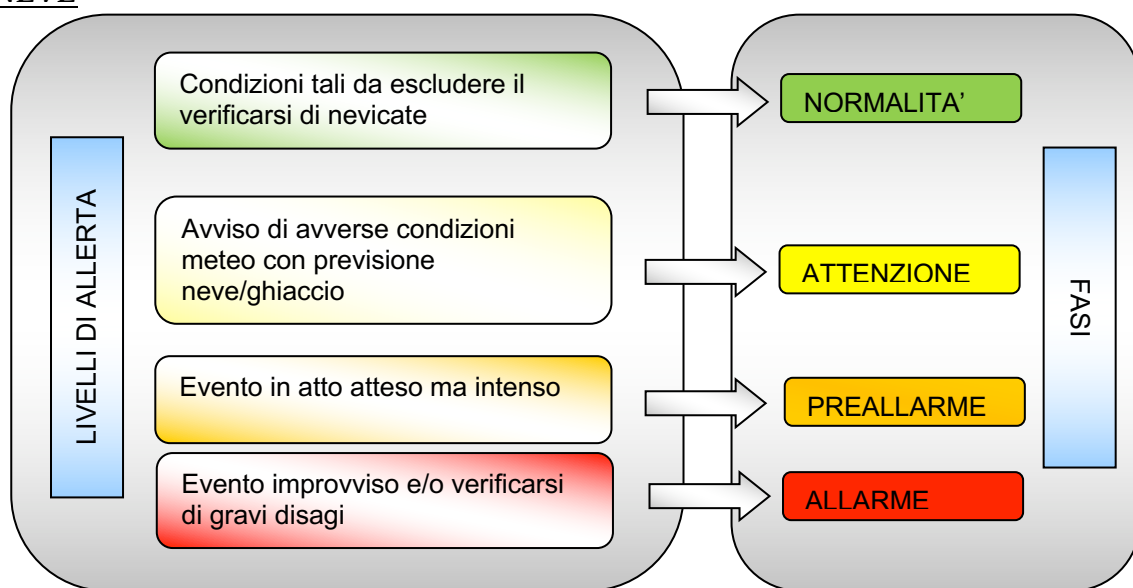 NEVE
LIVELLI DI ALLERTA
Condizioni tali da escludere il
verificarsi di nevicate
NORMALITA’
Avviso di avverse condizioni
meteo con previsione
neve/ghiaccio
ATTENZIONE
Evento in atto atteso ma intenso
PREALLARME
Evento improvviso e/o verificarsi
di gravi disagi
ALLARME
FASI